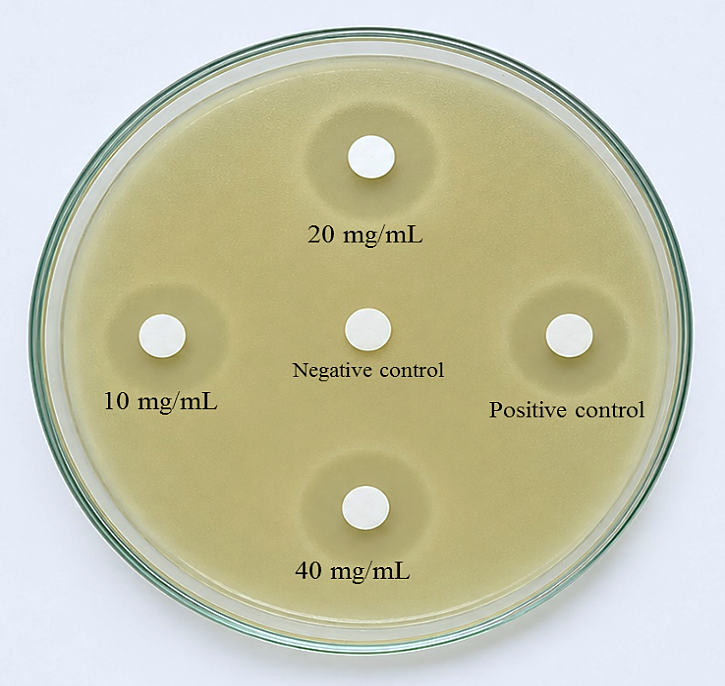 20 mg/mL
Negative control
10 mg/mL
Positive control
40 mg/mL